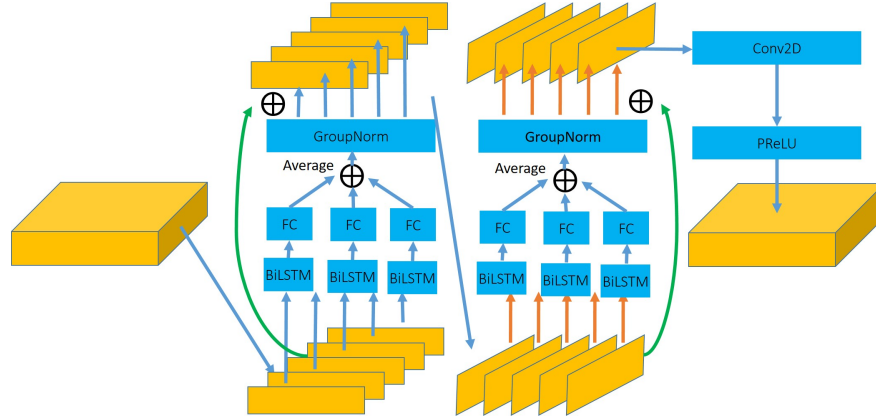 Conv2D
GroupNorm
GroupNorm
PReLU
Average
Average
FC
FC
FC
FC
FC
FC
BiLSTM
BiLSTM
BiLSTM
BiLSTM
BiLSTM
BiLSTM